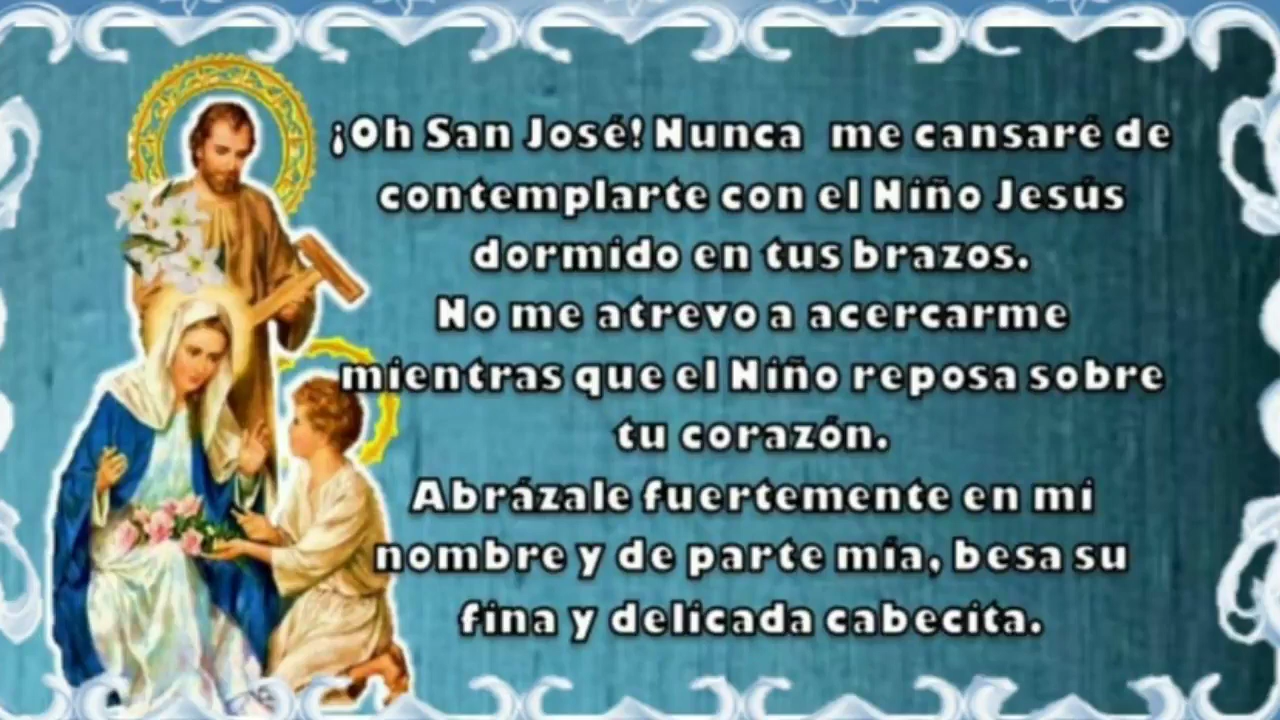 ¡Oh San José! Nunca me cansaré de
contemplarte con el Niño Jesús
dormido en tus brazos.
No me atrevo a acercarme
mientras que el Niño reposa sobre
tu corazón.
Abrázale fuertemente en mi
nombre y de parte mía, besa su
fina y delicada cabecita.